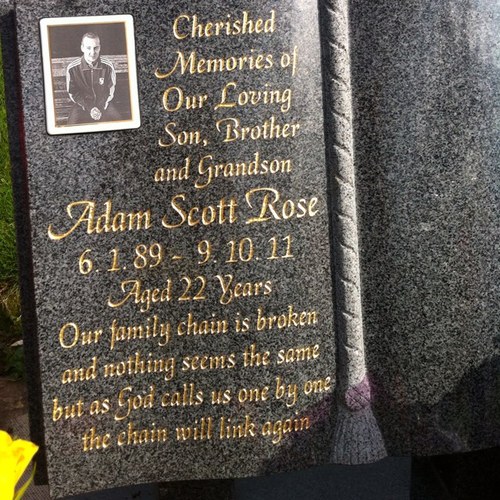 Cherished
Memories of
Our Loving
Son, Brother
and Grandson
Adam Scott Rose
6.1.89 - 9.10.11
Aged 22 Years
Our family chain is broken
and nothing seems the same
but as God calls us one by one
the chain will link again